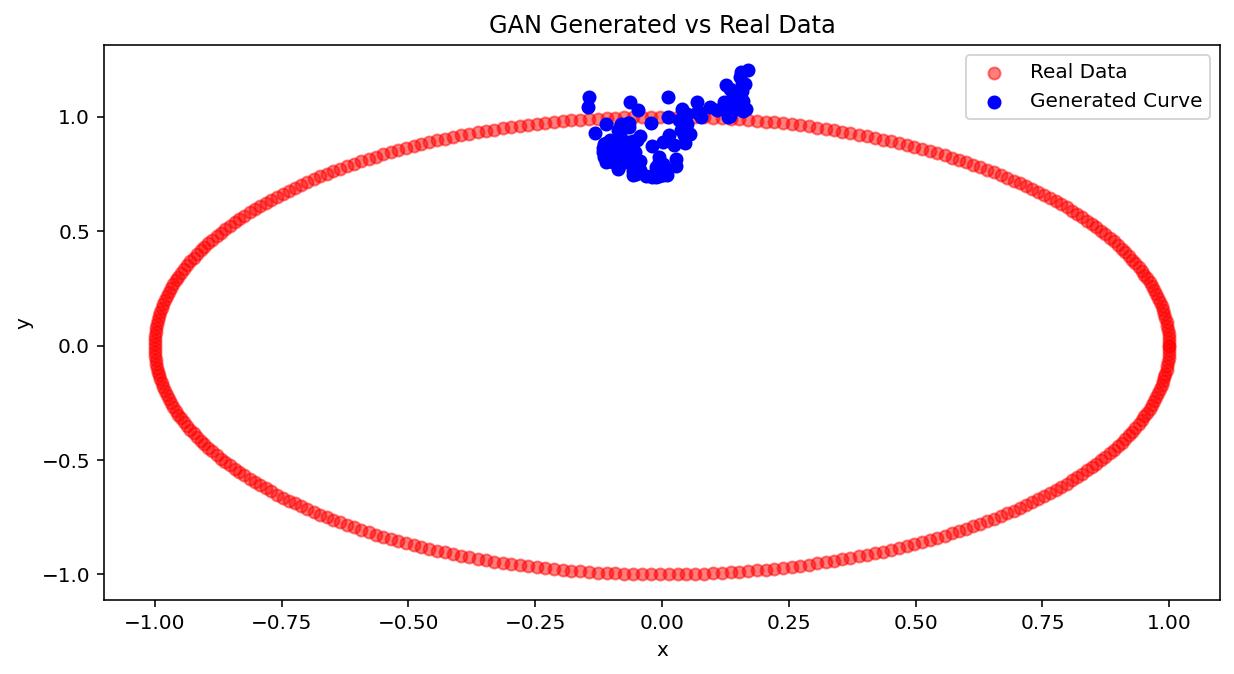 GAN Generated vs Real Data
Real Data
Generated Curve
1.0
0.5
0.0
−0.5
−1.0
y
−1.00 −0.75 −0.50 −0.25 0.00 0.25 0.50 0.75 1.00
x